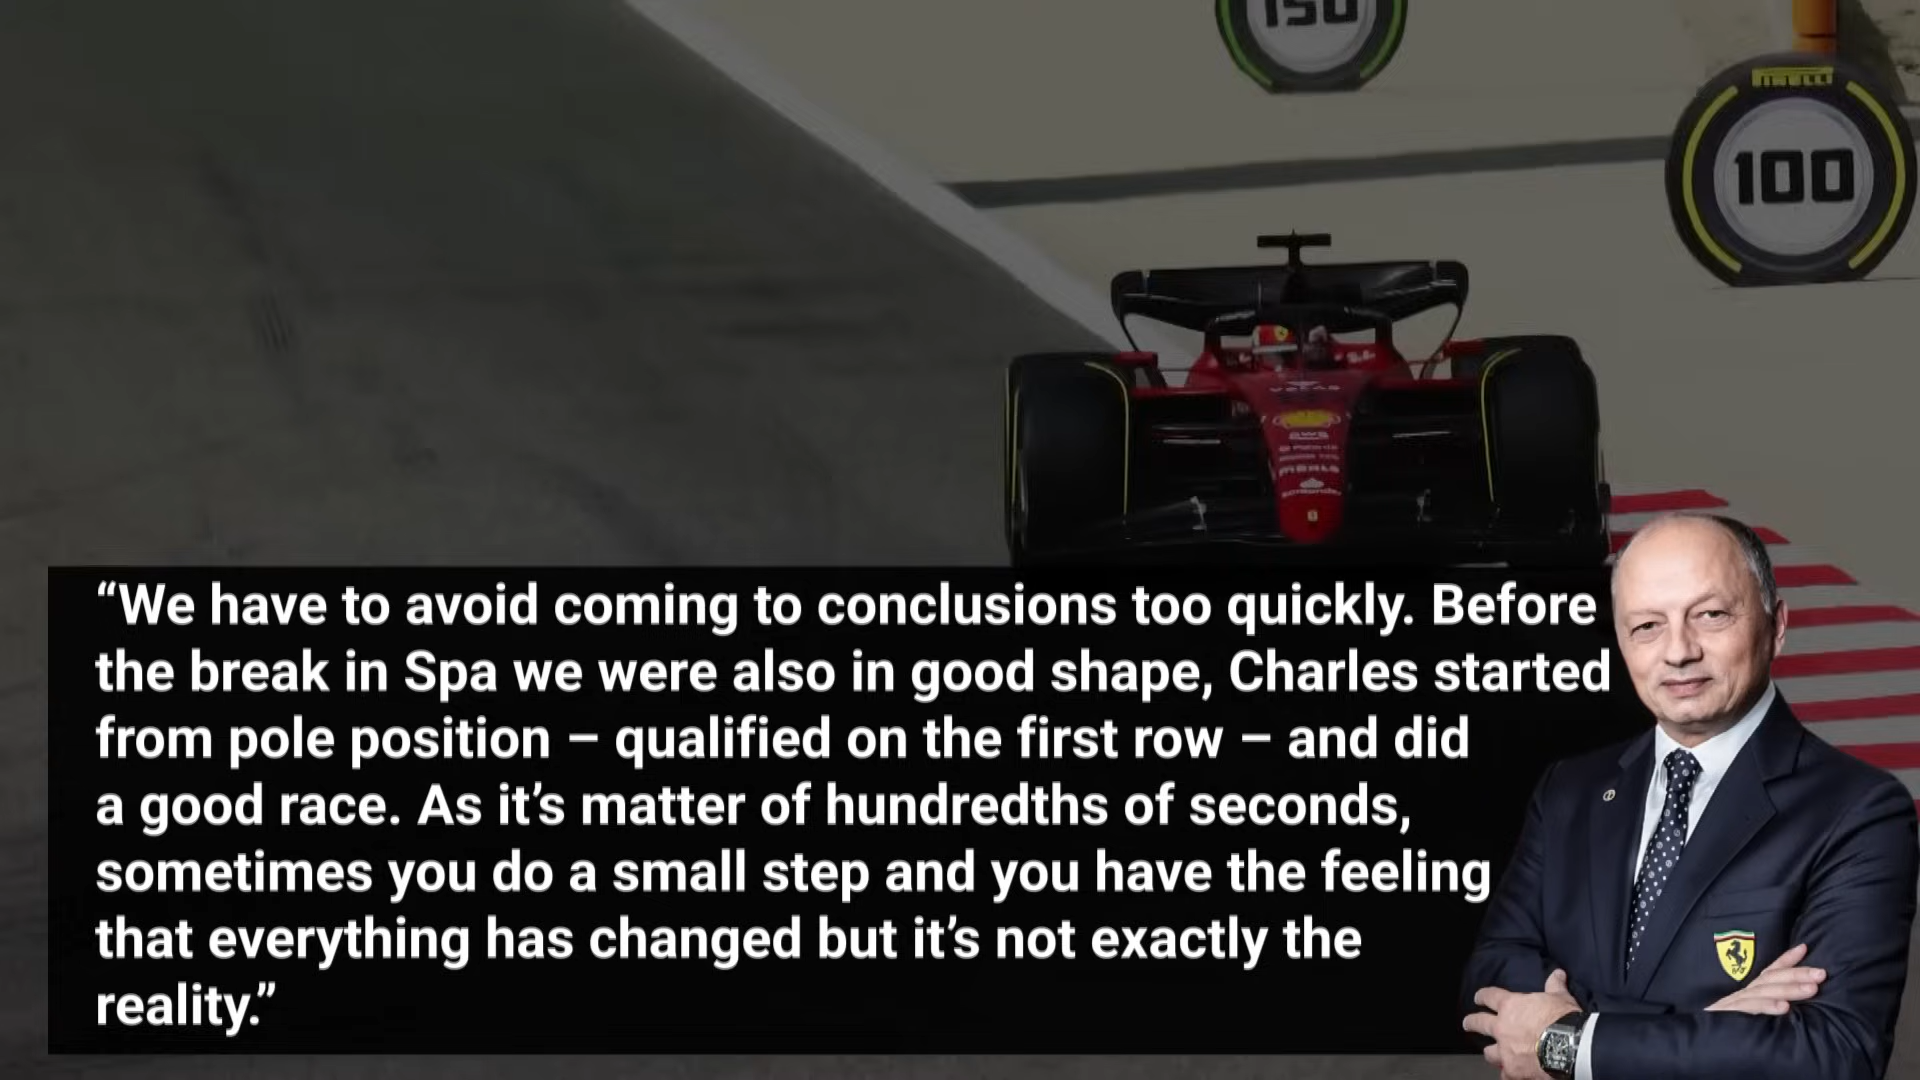 150
PIRELLI
100
“We have to avoid coming to conclusions too quickly. Before
the break in Spa we were also in good shape, Charles started
from pole position – qualified on the first row – and did
a good race. As it’s matter of hundredths of seconds,
sometimes you do a small step and you have the feeling
that everything has changed but it’s not exactly the
reality.”